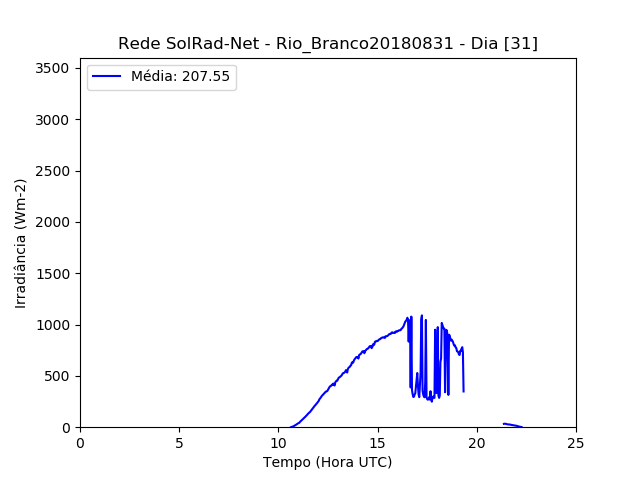 Rede SolRad-Net - Rio_Branco20180831 - Dia [31]
Média: 207.55
3500
3000
2500
2000
1500
1000
500
0
Irradiância (Wm-2)
0 5 10 15 20 25
Tempo (Hora UTC)